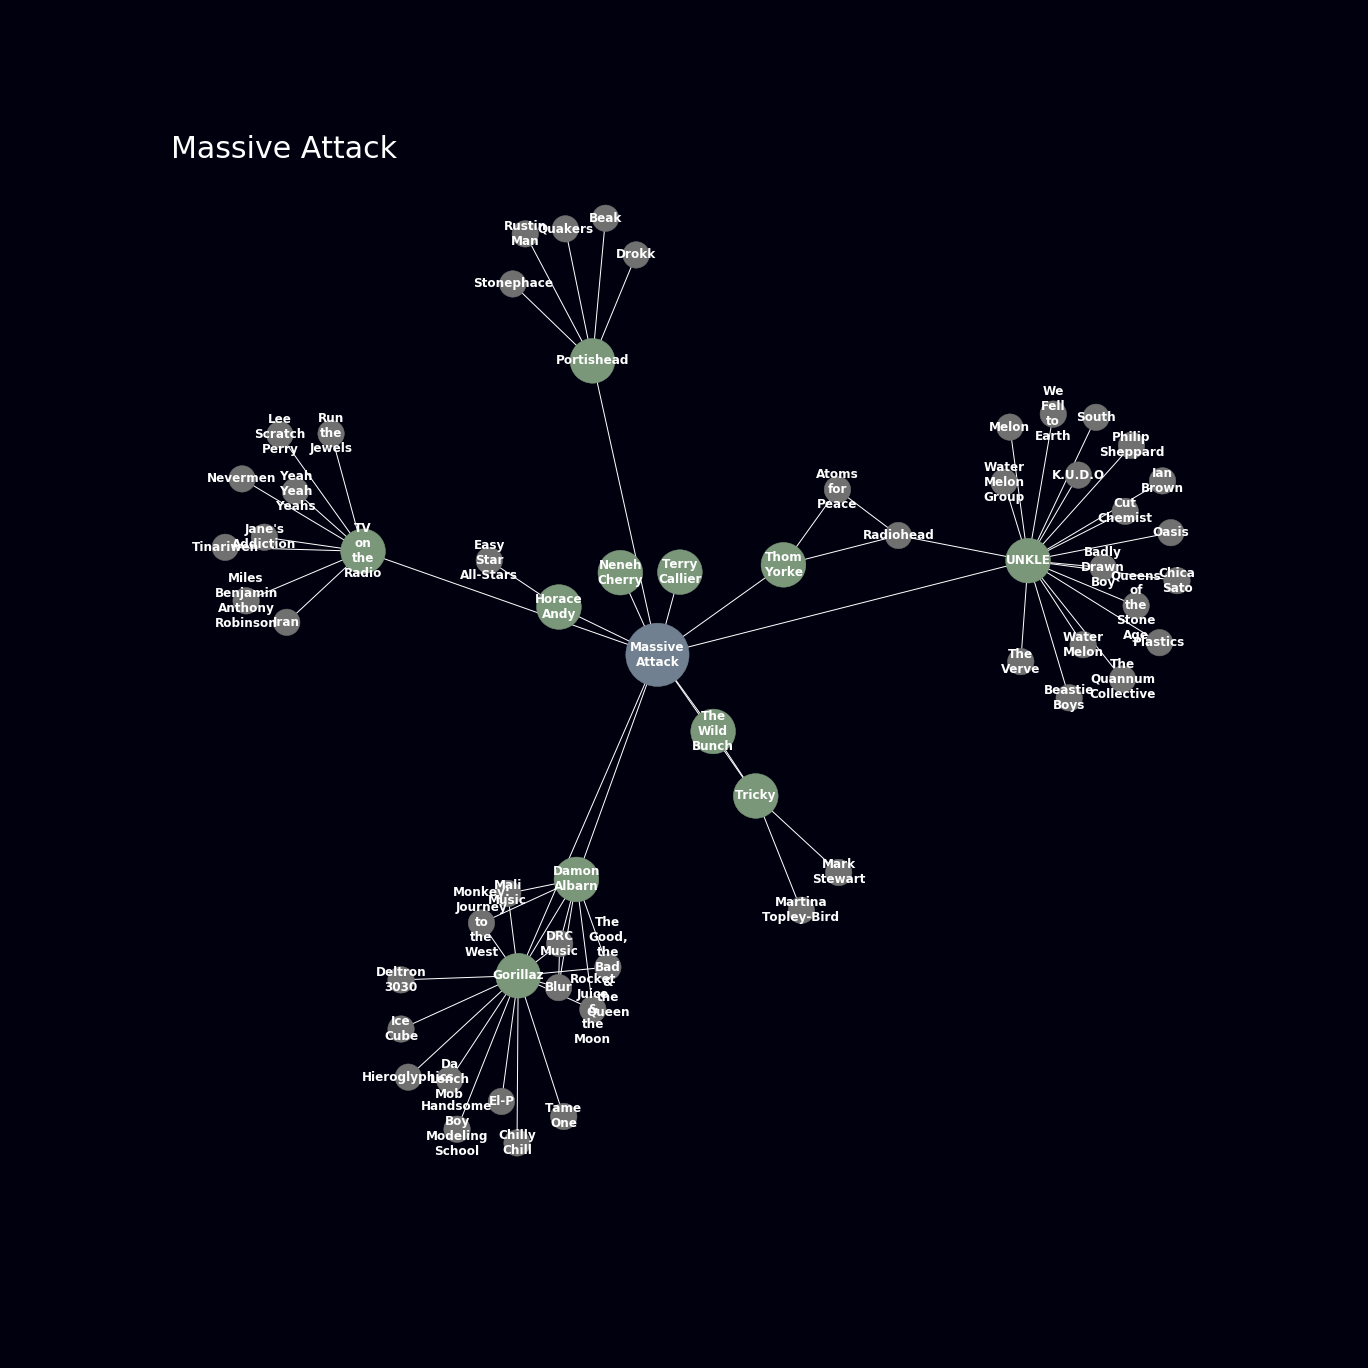 Massive Attack
Beak
Rustin
Man
Quakers
Drokk
Stonephace
Portishead
We
Fell
to
Earth
South
Melon
Philip
Sheppard
Lee
Scratch
Perry
Run
the
Jewels
Nevermen
Yeah
Yeah
Yeahs
Atoms
for
Peace
Water
Melon
Group
K.U.D.O
Ian
Brown
Cut
Chemist
Jane's
Addiction
Tinariwen
TV
on
the
Radio
Radiohead
Oasis
Easy
Star
All-Stars
Neneh
Cherry
Terry
Callier
Thom
Yorke
UNKLE
Badly
Drawn
Boy
Chica
Sato
Miles
Benjamin
Anthony
Robinson
Iran
Horace
Andy
Queens
of
the
Stone
Age
Massive
Attack
The
Verve
Water
Melon
Plastics
The
Quannum
Collective
Beastie
Boys
The
Wild
Bunch
Tricky
Mark
Stewart
Martina
Topley-Bird
Damon
Albarn
Mali
Music
Monkey:
Journey
to
the
West
DRC
Music
The
Good,
the
Bad
&
the
Queen
Deltron
3030
Gorillaz
Blur
Rocket
Juice
&
the
Moon
Ice
Cube
Hieroglyphics
Da
Lench
Mob
Handsome
Boy
Modeling
School
El-P
Tame
One
Chilly
Chill